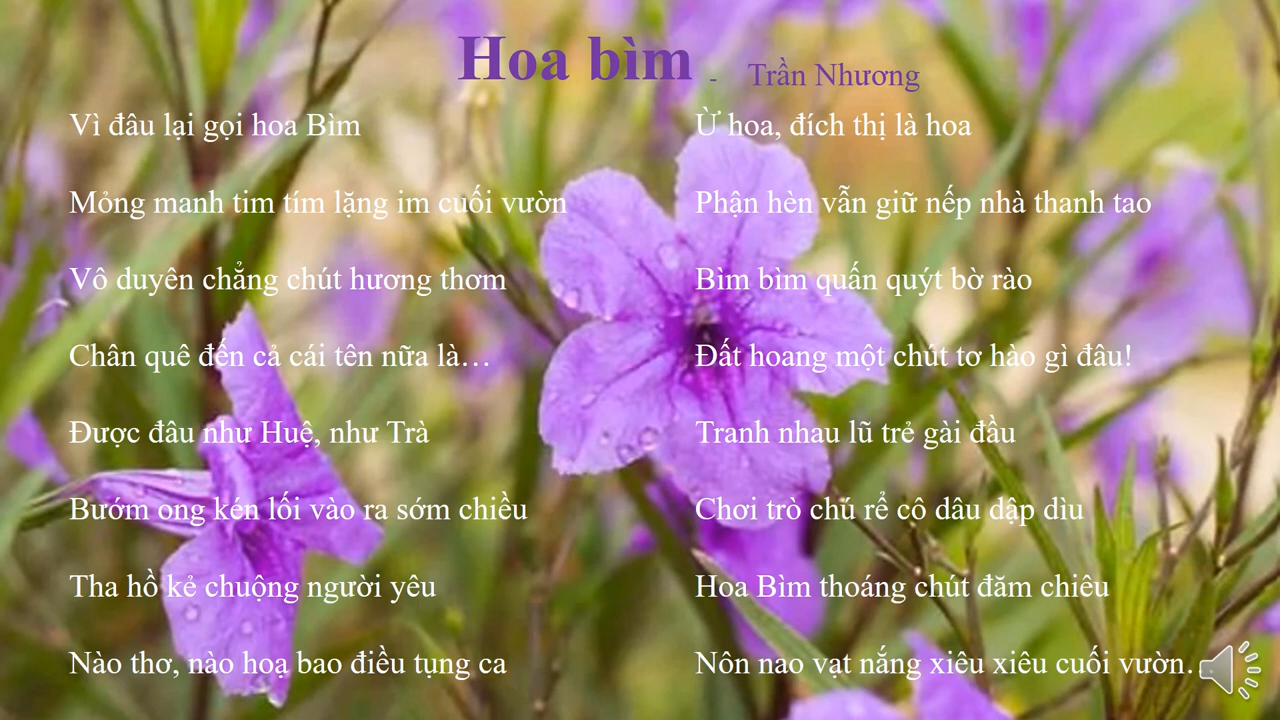 Hoa bìm - Trần Nhương
Vì đâu lại gọi hoa Bìm
Mỏng manh tim tím lặng im cuối vườn
Vô duyên chẳng chút hương thơm
Chân quê đến cả cái tên nữa là…
Được đâu như Huệ, như Trà
Bướm ong kén lối vào ra sớm chiều
Tha hồ kẻ chuộng người yêu
Nào thơ, nào hoạ bao điều tụng ca
Ừ hoa, đích thị là hoa
Phận hèn vẫn giữ nếp nhà thanh tao
Bìm bìm quấn quýt bờ rào
Đất hoang một chút tơ hào gì đâu!
Tranh nhau lũ trẻ gài đầu
Chơi trò chú rể cô dâu dập dìu
Hoa Bìm thoáng chút đăm chiêu
Nôn nao vạt nắng xiêu xiêu cuối vườn.